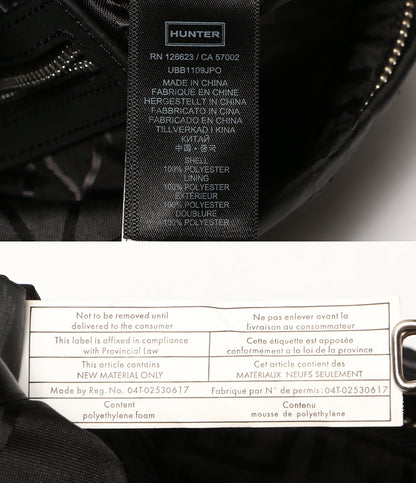 HUNTER
RN 126623 / CA 57002
UBB1109JPO
MADE IN CHINA
FABRIQUÉ EN CHINE
HERGESTELLT IN CHINA
FABBRICATO IN CINA
FABRICADO EN CHINA
TILLVERKAD I KINA
КИТАЙ
中国 • 중국
SHELL
100% POLYESTER
LINING
100% POLYESTER
EXTÉRIEUR
100% POLYESTER
DOUBLURE
100% POLYESTER
Not to be removed until
delivered to the consumer
Ne pas enlever avant la
livraison au consommateur
This label is affixed in compliance
with Provincial Law
Cette étiquette est apposée
conformement a la loi de la province
This article contains
NEW MATERIAL ONLY
Cet article contient des
MATÉRIAUX NEUFS SEULEMENT
Made by Reg. No. 04T-02530617
Fabriqué par N° de permis: 04T-02530617
Content
polyethylene foam
Contenu
mousse de polyéthylène